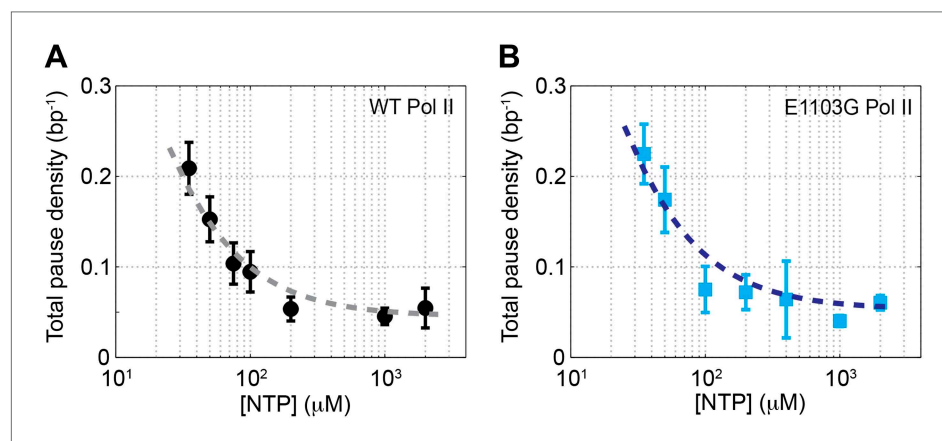 A
Total pause density (bp⁻¹)
0.3
0.2
0.1
0
WT Pol II
10¹
10²
10³
[NTP] (μM)
B
Total pause density (bp⁻¹)
0.3
0.2
0.1
0
E1103G Pol II
10¹
10²
10³
[NTP] (μM)